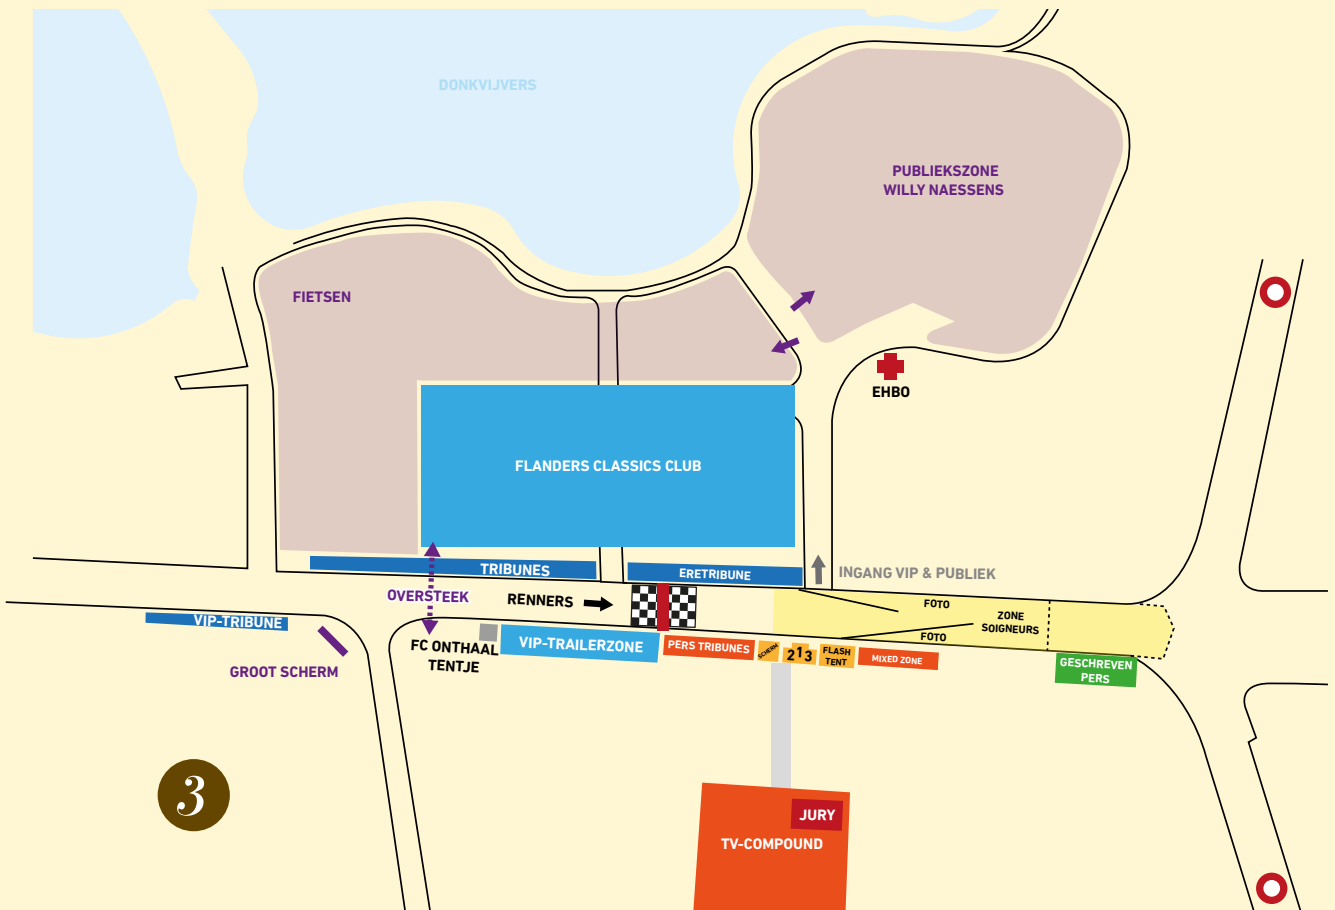 DONKVIJVERS
PUBLIEKSZONE
WILLY NAESSENS
FIETSEN
EHBO
FLANDERS CLASSICS CLUB
TRIBUNES
ERETRIBUNE
INGANG VIP & PUBLIEK
OVERSTEEK
RENNERS
FOTO
ZONE
SOIGNEURS
FOTO
VIP-TRIBUNE
GROOT SCHERM
FC ONTHAAL
TENTJE
VIP-TRAILERZONE
PERS TRIBUNES
SCHERM
2 1 3
FLASH
TENT
MIXED ZONE
GESCHREVEN
PERS
3
JURY
TV-COMPOUND